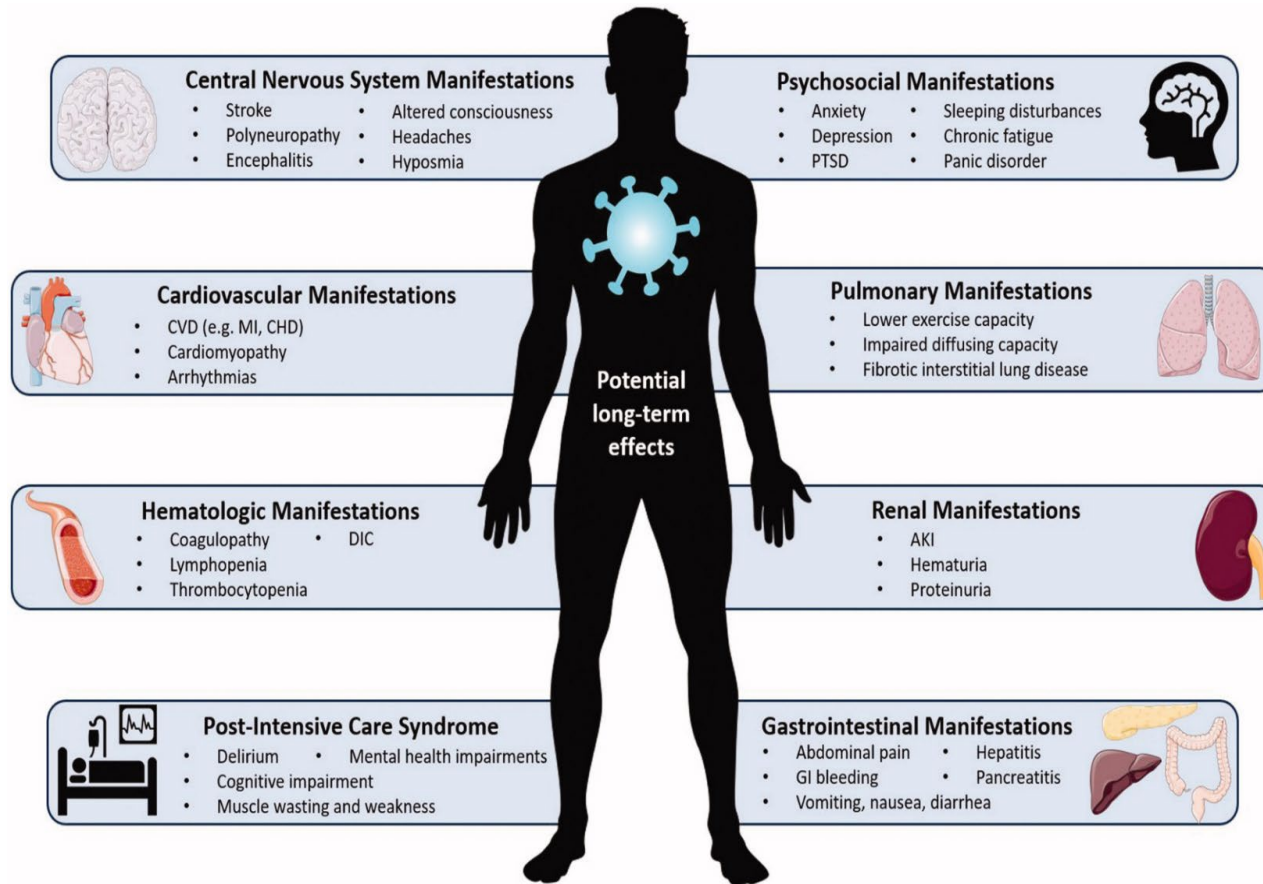 Central Nervous System Manifestations
• Stroke • Altered consciousness
• Polyneuropathy • Headaches
• Encephalitis • Hyposmia
Psychosocial Manifestations
• Anxiety • Sleeping disturbances
• Depression • Chronic fatigue
• PTSD • Panic disorder
Cardiovascular Manifestations
• CVD (e.g. MI, CHD)
• Cardiomyopathy
• Arrhythmias
Pulmonary Manifestations
• Lower exercise capacity
• Impaired diffusing capacity
• Fibrotic interstitial lung disease
Potential
long-term
effects
Hematologic Manifestations
• Coagulopathy • DIC
• Lymphopenia
• Thrombocytopenia
Renal Manifestations
• AKI
• Hematuria
• Proteinuria
Post-Intensive Care Syndrome
• Delirium • Mental health impairments
• Cognitive impairment
• Muscle wasting and weakness
Gastrointestinal Manifestations
• Abdominal pain • Hepatitis
• GI bleeding • Pancreatitis
• Vomiting, nausea, diarrhea